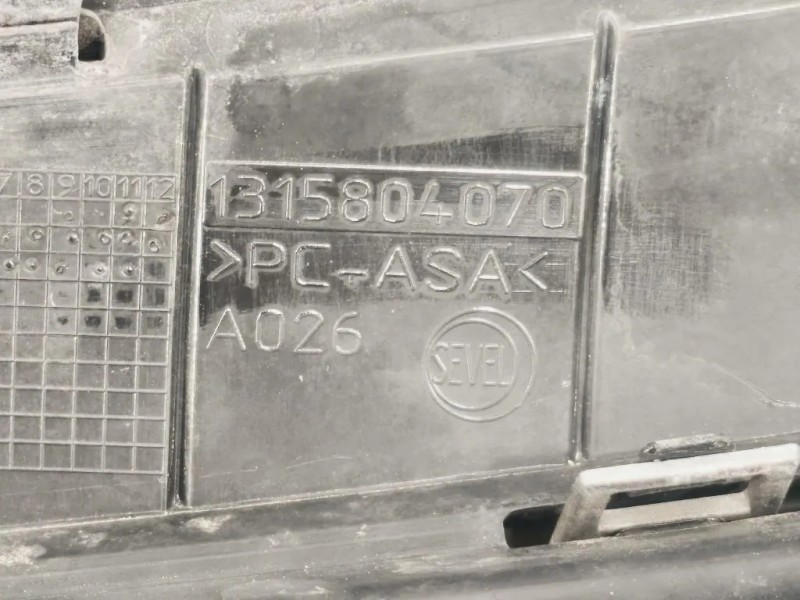 7 8 9 10 11 12
1315804070
>PC-ASA<
A026
SEVEL